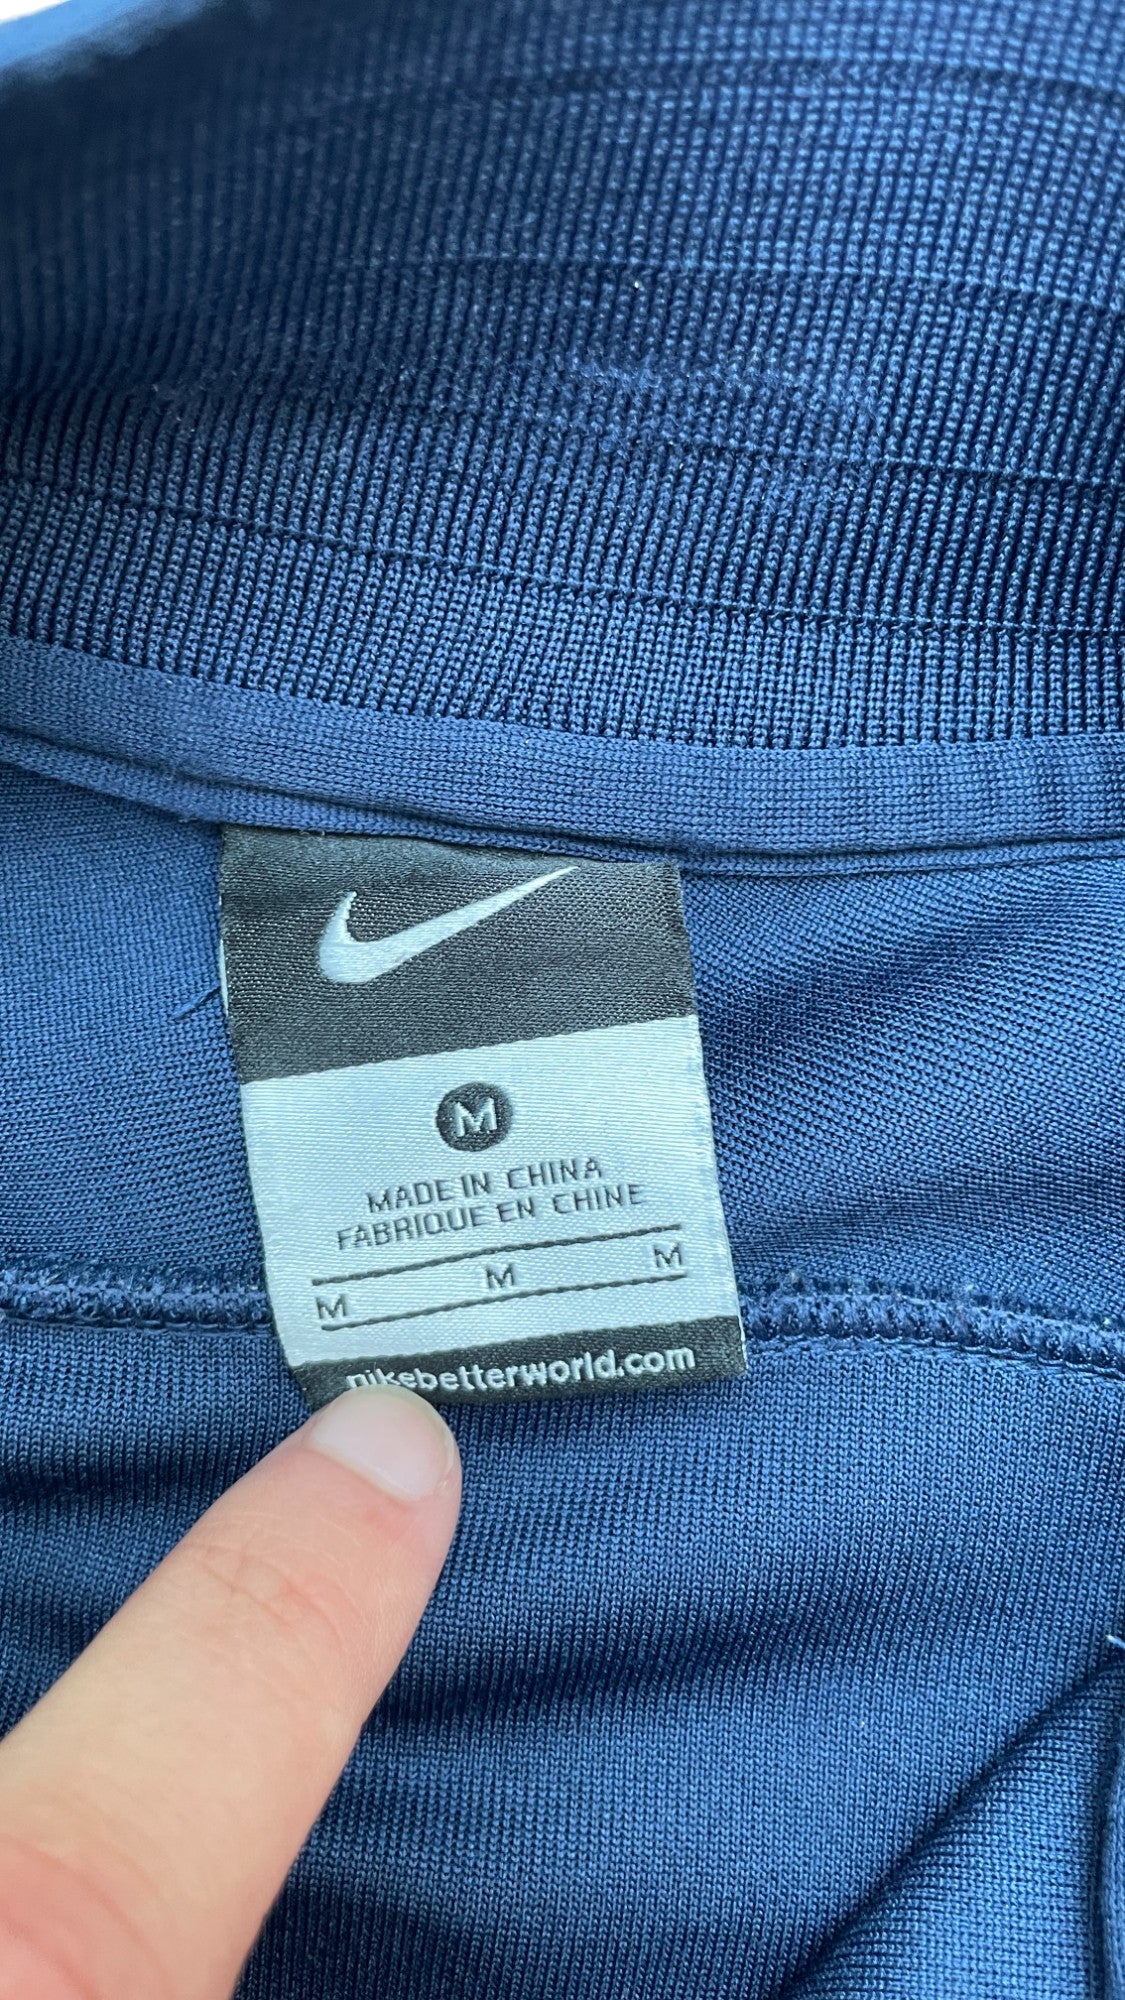 M
MADE IN CHINA
FABRIQUE EN CHINE
M M M
nikebetterworld.com